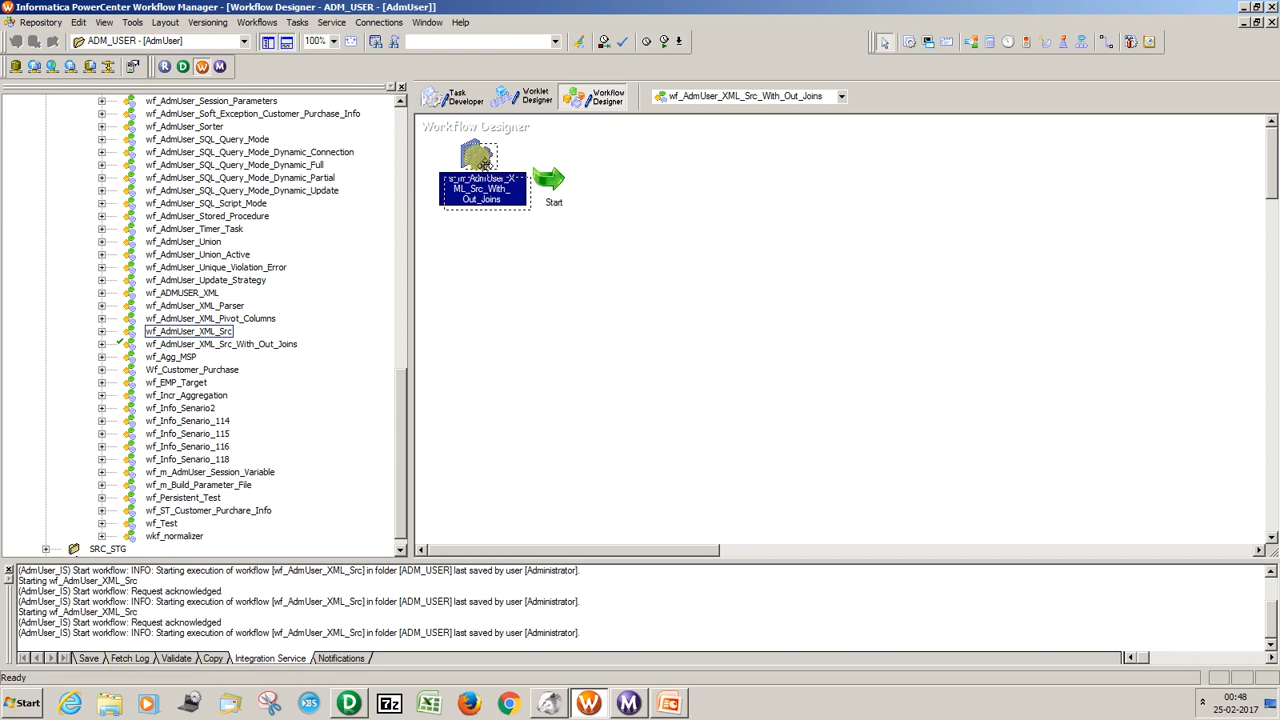 Informatica PowerCenter Workflow Manager - [Workflow Designer - ADM_USER - [AdmUser]]
Repository Edit View Tools Layout Versioning Workflows Tasks Service Connections Window Help
ADM_USER - [AdmUser]
100%
R D W M
wf_AdmUser_Session_Parameters
wf_AdmUser_Soft_Exception_Customer_Purchase_Info
wf_AdmUser_Sorter
wf_AdmUser_SQL_Query_Mode
wf_AdmUser_SQL_Query_Mode_Dynamic_Connection
wf_AdmUser_SQL_Query_Mode_Dynamic_Full
wf_AdmUser_SQL_Query_Mode_Dynamic_Partial
wf_AdmUser_SQL_Query_Mode_Dynamic_Update
wf_AdmUser_SQL_Script_Mode
wf_AdmUser_Stored_Procedure
wf_AdmUser_Timer_Task
wf_AdmUser_Union
wf_AdmUser_Union_Active
wf_AdmUser_Unique_Violation_Error
wf_AdmUser_Update_Strategy
wf_ADMUSER_XML
wf_AdmUser_XML_Parser
wf_AdmUser_XML_Pivot_Columns
wf_AdmUser_XML_Src
wf_AdmUser_XML_Src_With_Out_Joins
wf_Agg_MSP
Wf_Customer_Purchase
wf_EMP_Target
wf_Incr_Aggregation
wf_Info_Senario2
wf_Info_Senario_114
wf_Info_Senario_115
wf_Info_Senario_116
wf_Info_Senario_118
wf_m_AdmUser_Session_Variable
wf_m_Build_Parameter_File
wf_Persistent_Test
wf_ST_Customer_Purchare_Info
wf_Test
wkf_normalizer
SRC_STG
Task Developer
Worklet Designer
Workflow Designer
wf_AdmUser_XML_Src_With_Out_Joins
Workflow Designer
s_m_AdmUser_X
ML_Src_With_
Out_Joins
Start
(AdmUser_IS) Start workflow: INFO: Starting execution of workflow [wf_AdmUser_XML_Src] in folder [ADM_USER] last saved by user [Administrator].
Starting wf_AdmUser_XML_Src
(AdmUser_IS) Start workflow: Request acknowledged
(AdmUser_IS) Start workflow: INFO: Starting execution of workflow [wf_AdmUser_XML_Src] in folder [ADM_USER] last saved by user [Administrator].
Starting wf_AdmUser_XML_Src
(AdmUser_IS) Start workflow: Request acknowledged
(AdmUser_IS) Start workflow: INFO: Starting execution of workflow [wf_AdmUser_XML_Src] in folder [ADM_USER] last saved by user [Administrator].
Save Fetch Log Validate Copy Integration Service Notifications
Ready
Start
00:48
25-02-2017